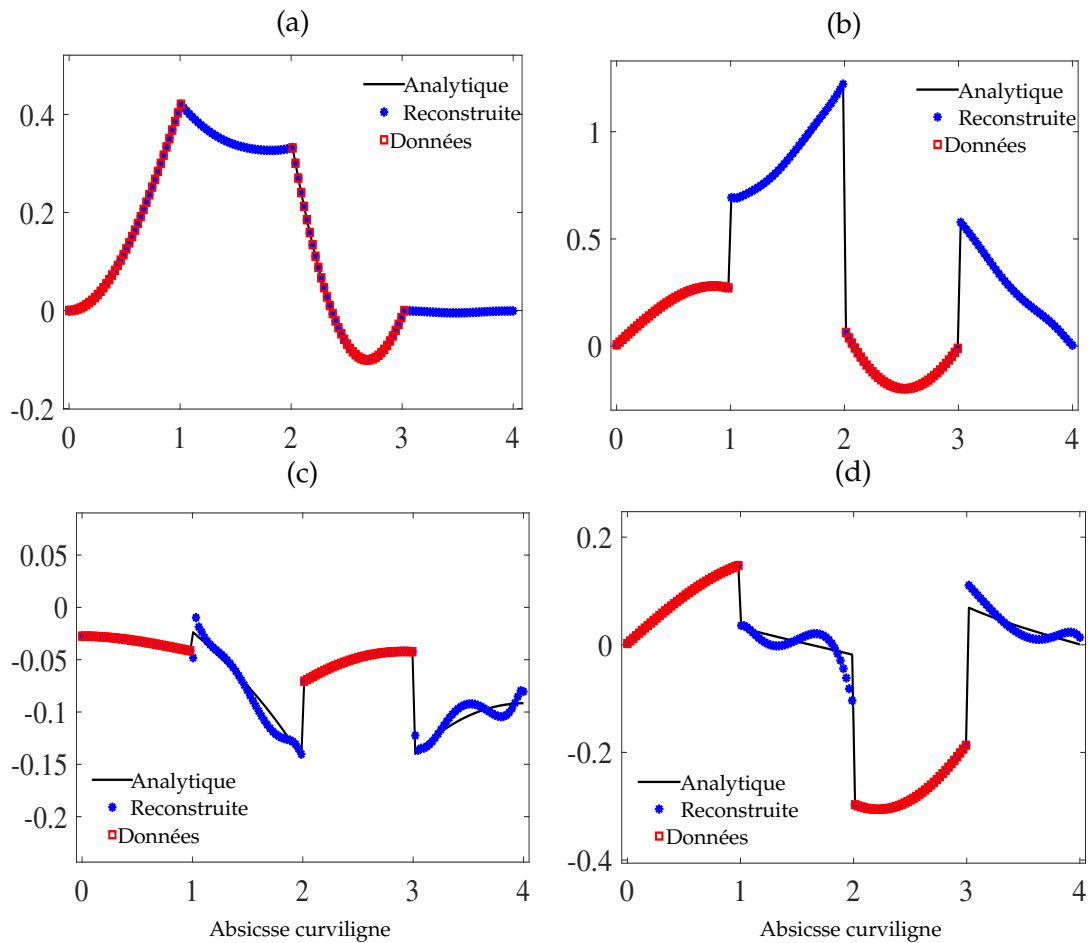 (a)
Analytique
Reconstruite
Données
0.4
0.2
0
-0.2
0 1 2 3 4
(b)
Analytique
Reconstruite
Données
1
0.5
0
0 1 2 3 4
(c)
0.05
0
-0.05
-0.1
-0.15
-0.2
Analytique
Reconstruite
Données
0 1 2 3 4
Absicsse curviligne
(d)
0.2
0
-0.2
-0.4
Analytique
Reconstruite
Données
0 1 2 3 4
Absicsse curviligne